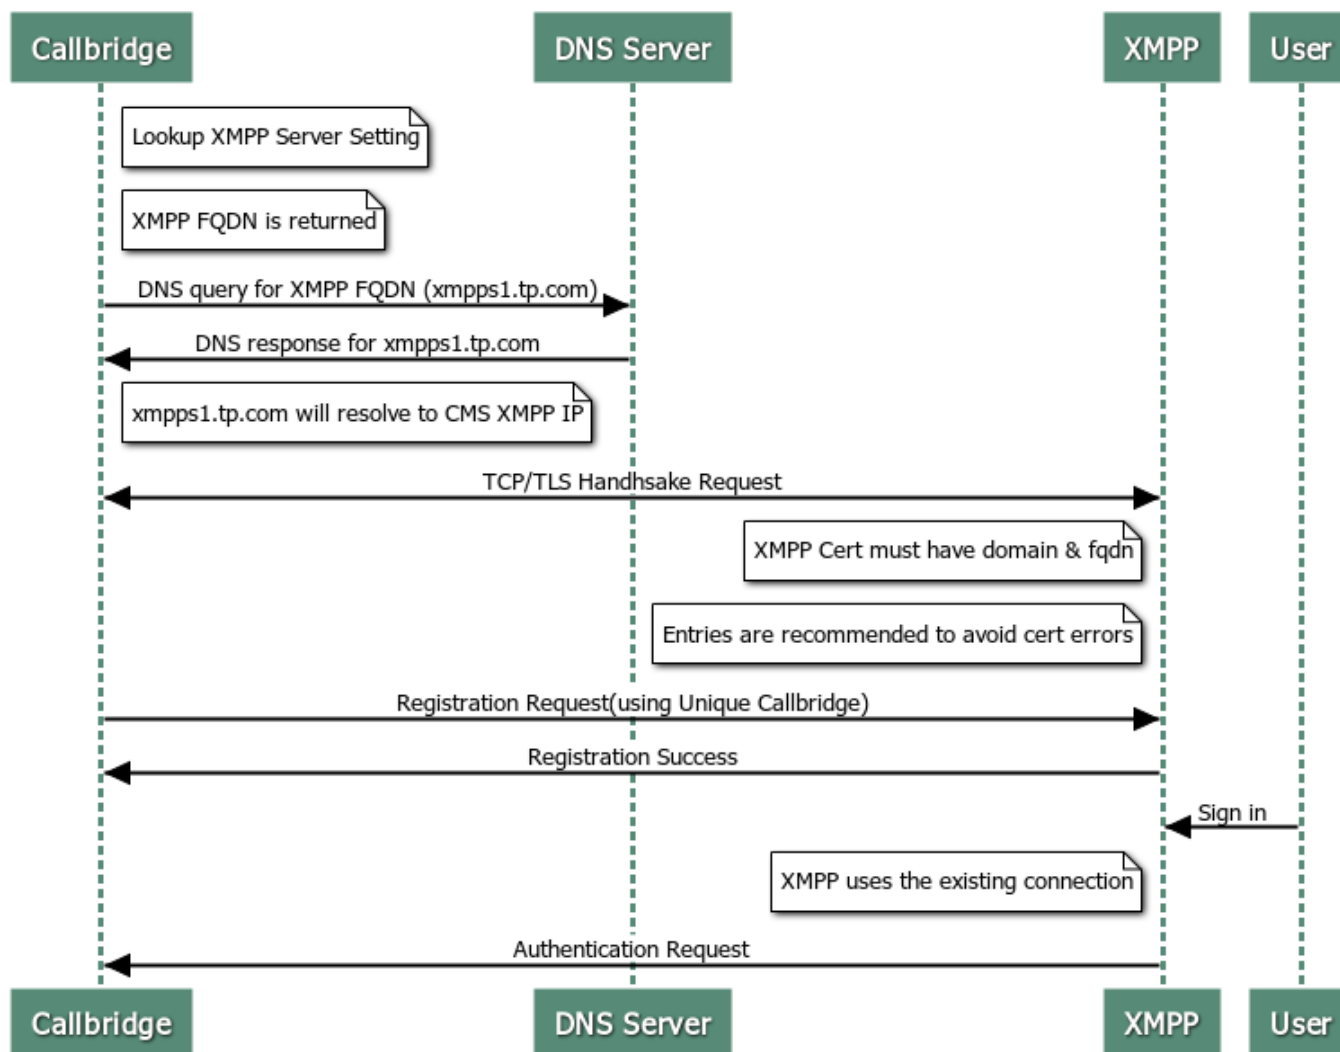 Callbridge
DNS Server
XMPP
User
Lookup XMPP Server Setting
XMPP FQDN is returned
DNS query for XMPP FQDN (xmpps1.tp.com)
DNS response for xmpps1.tp.com
xmpps1.tp.com will resolve to CMS XMPP IP
TCP/TLS Handhsake Request
XMPP Cert must have domain & fqdn
Entries are recommended to avoid cert errors
Registration Request(using Unique Callbridge)
Registration Success
Sign in
XMPP uses the existing connection
Authentication Request
Callbridge
DNS Server
XMPP
User